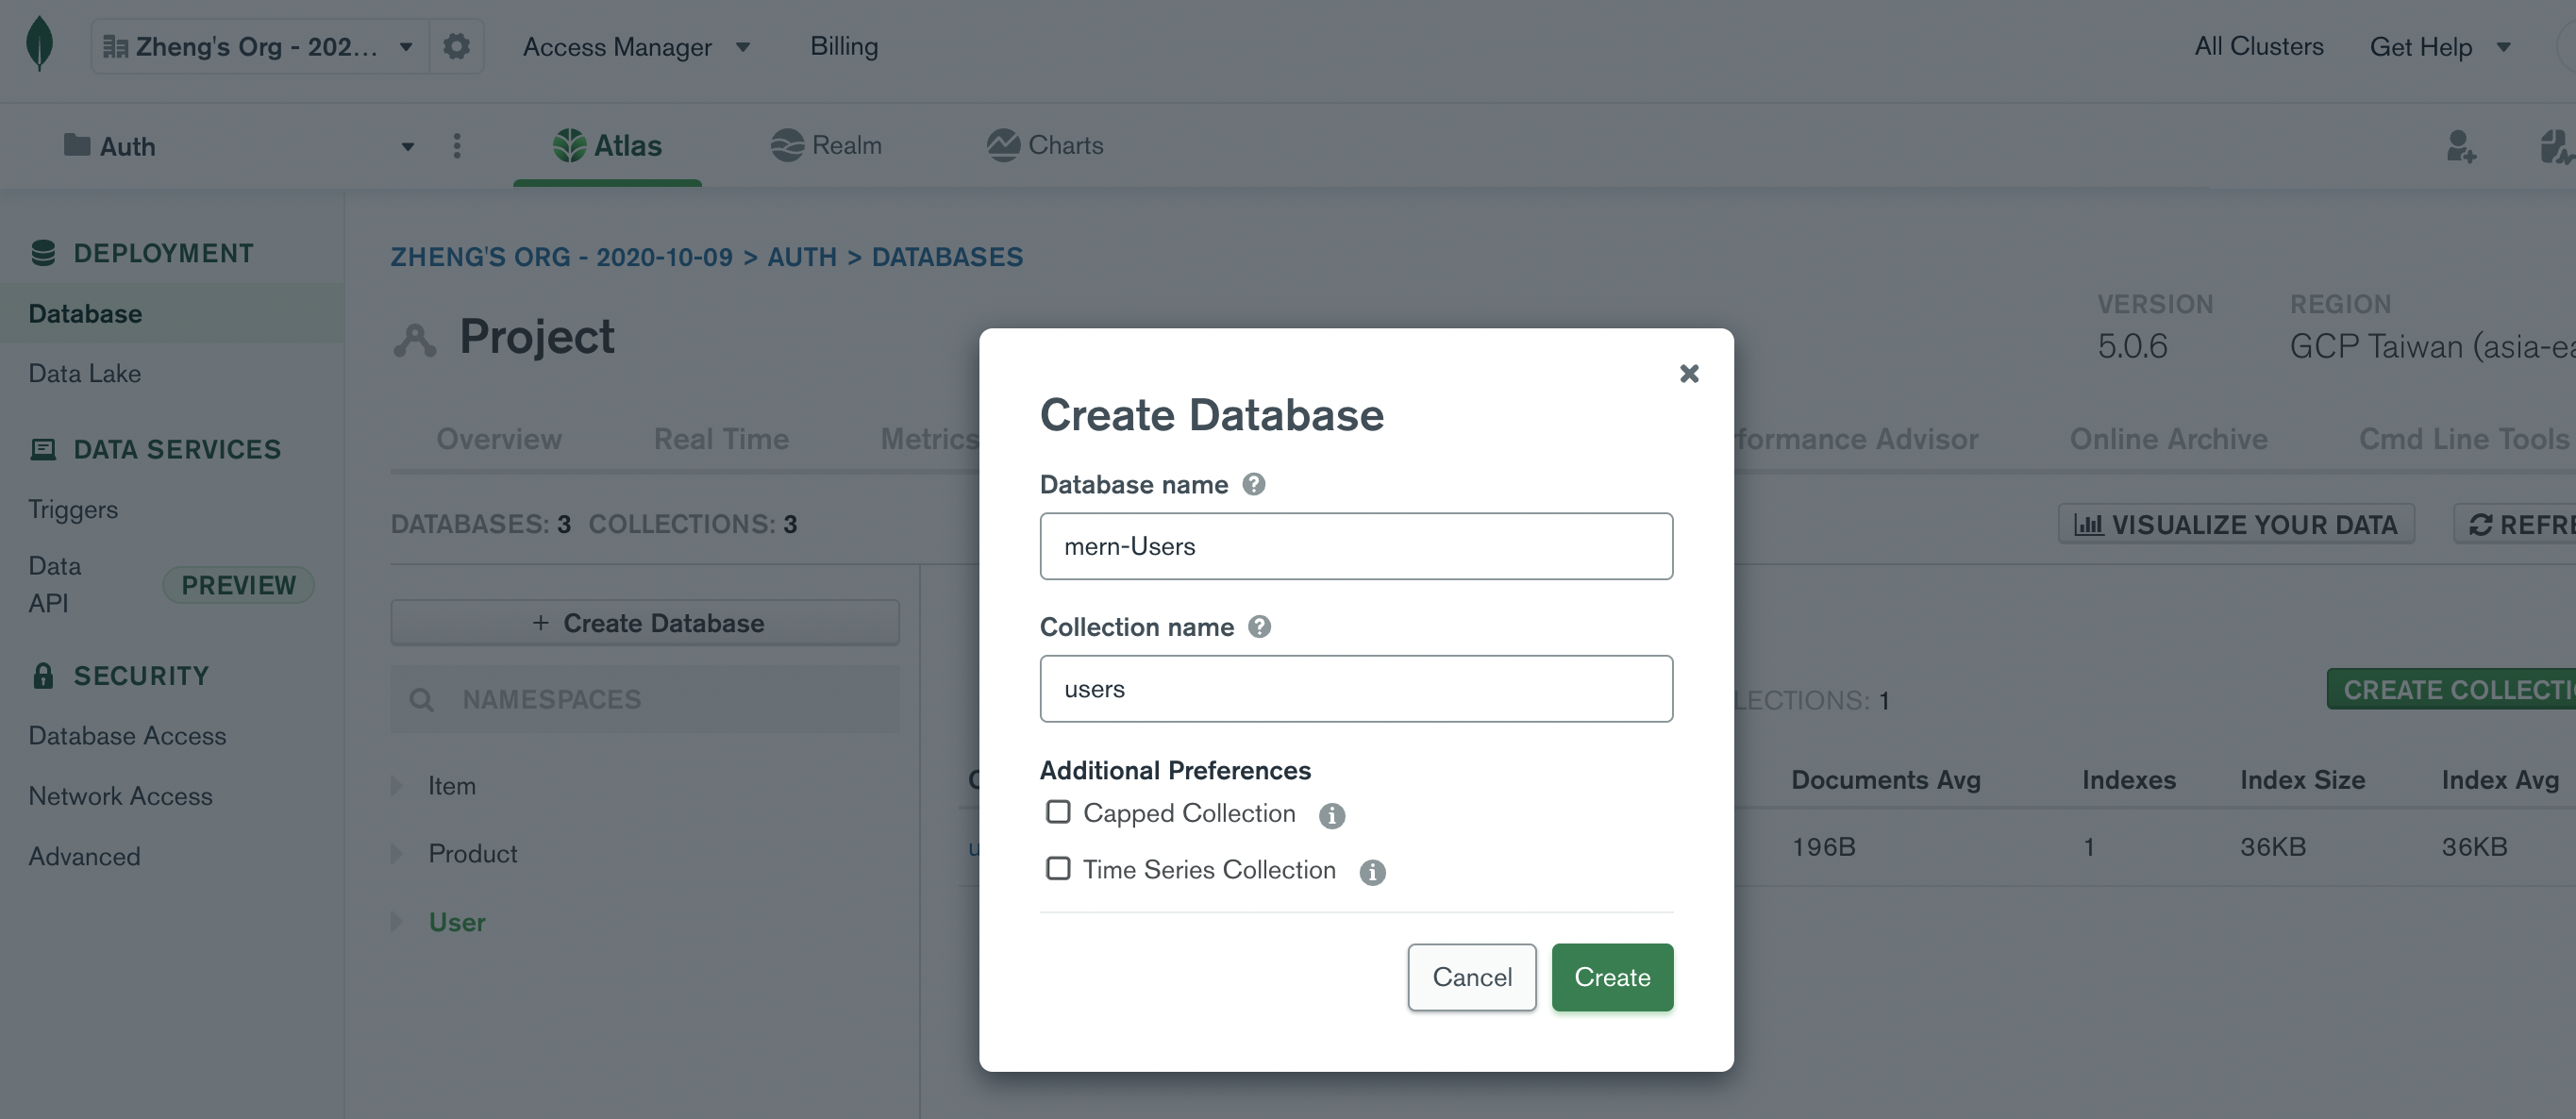 Zheng's Org - 202...
Access Manager
Billing
All Clusters
Get Help
Auth
Atlas
Realm
Charts
DEPLOYMENT
Database
Data Lake
DATA SERVICES
Triggers
Data
API
PREVIEW
SECURITY
Database Access
Network Access
Advanced
ZHENG'S ORG - 2020-10-09 > AUTH > DATABASES
Project
VERSION
5.0.6
REGION
GCP Taiwan (asia-ea
Overview
Real Time
Metrics
formance Advisor
Online Archive
Cmd Line Tools
DATABASES: 3 COLLECTIONS: 3
VISUALIZE YOUR DATA
REFRE
+ Create Database
NAMESPACES
Item
Product
User
LECTIONS: 1
CREATE COLLECTI
Documents Avg
Indexes
Index Size
Index Avg
196B
1
36KB
36KB
Create Database
Database name
mern-Users
Collection name
users
Additional Preferences
Capped Collection
Time Series Collection
Cancel
Create